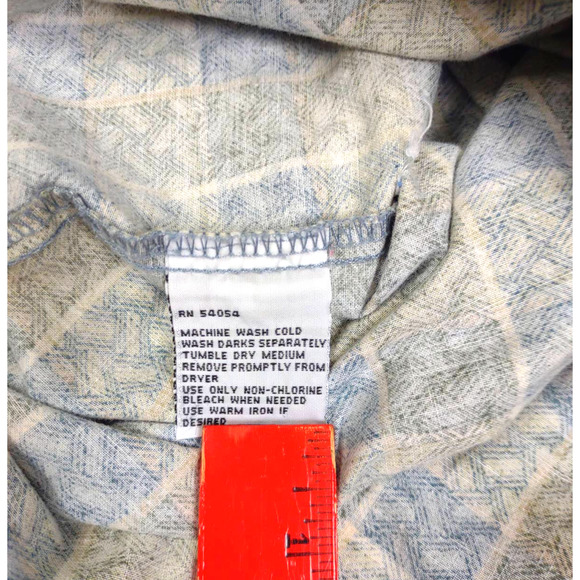 RN 54054
MACHINE WASH COLD
WASH DARKS SEPARATELY
TUMBLE DRY MEDIUM
REMOVE PROMPTLY FROM
DRYER
USE ONLY NON-CHLORINE
BLEACH WHEN NEEDED
USE WARM IRON IF
DESIRED
1